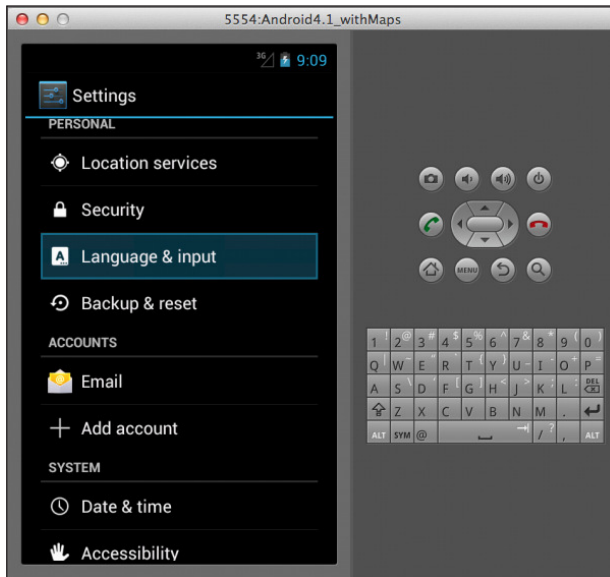 5554:Android4.1_withMaps
3G 9:09
Settings
PERSONAL
Location services
Security
A Language & input
Backup & reset
ACCOUNTS
Email
Add account
SYSTEM
Date & time
Accessibility
MENU
1 ! 2 @ 3 # 4 $ 5 % 6 ^ 7 & 8 * 9 ( 0 )
Q | W ~ E " R ` T { Y } U _ I - O + P =
A S \ D ' F [ G ] H < J > K ; L : DEL
Z X C V B N M .
ALT SYM @ / ? , ALT